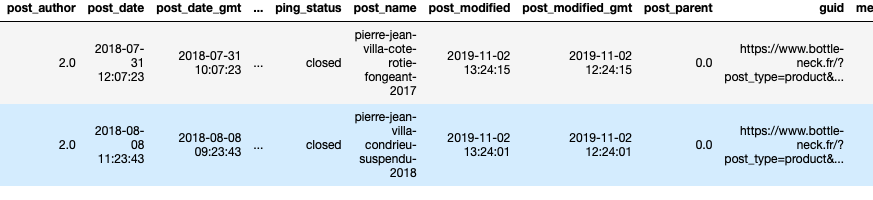 post_author post_date post_date_gmt ... ping_status post_name post_modified post_modified_gmt post_parent guid me
2.0 2018-07-31 12:07:23 2018-07-31 10:07:23 ... closed pierre-jean-villa-cote-rotie-fongeant-2017 2019-11-02 13:24:15 2019-11-02 12:24:15 0.0 https://www.bottle-neck.fr/?post_type=product&...
2.0 2018-08-08 11:23:43 2018-08-08 09:23:43 ... closed pierre-jean-villa-condrieu-suspendu-2018 2019-11-02 13:24:01 2019-11-02 12:24:01 0.0 https://www.bottle-neck.fr/?post_type=product&...